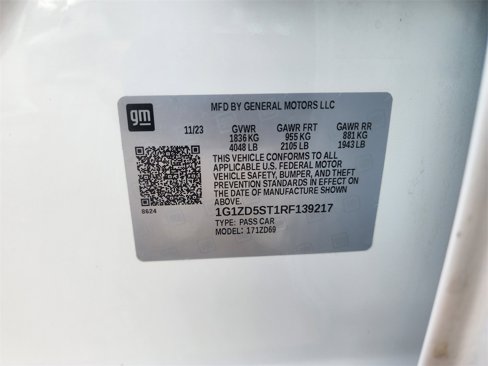 MFD BY GENERAL MOTORS LLC
gm
11/23 GVWR GAWR FRT GAWR RR
1836 KG 955 KG 881 KG
4048 LB 2105 LB 1943 LB
THIS VEHICLE CONFORMS TO ALL
APPLICABLE U.S. FEDERAL MOTOR
VEHICLE SAFETY, BUMPER, AND THEFT
PREVENTION STANDARDS IN EFFECT ON
THE DATE OF MANUFACTURE SHOWN
ABOVE.
8624
1G1ZD5ST1RF139217
TYPE: PASS CAR
MODEL: 171ZD69